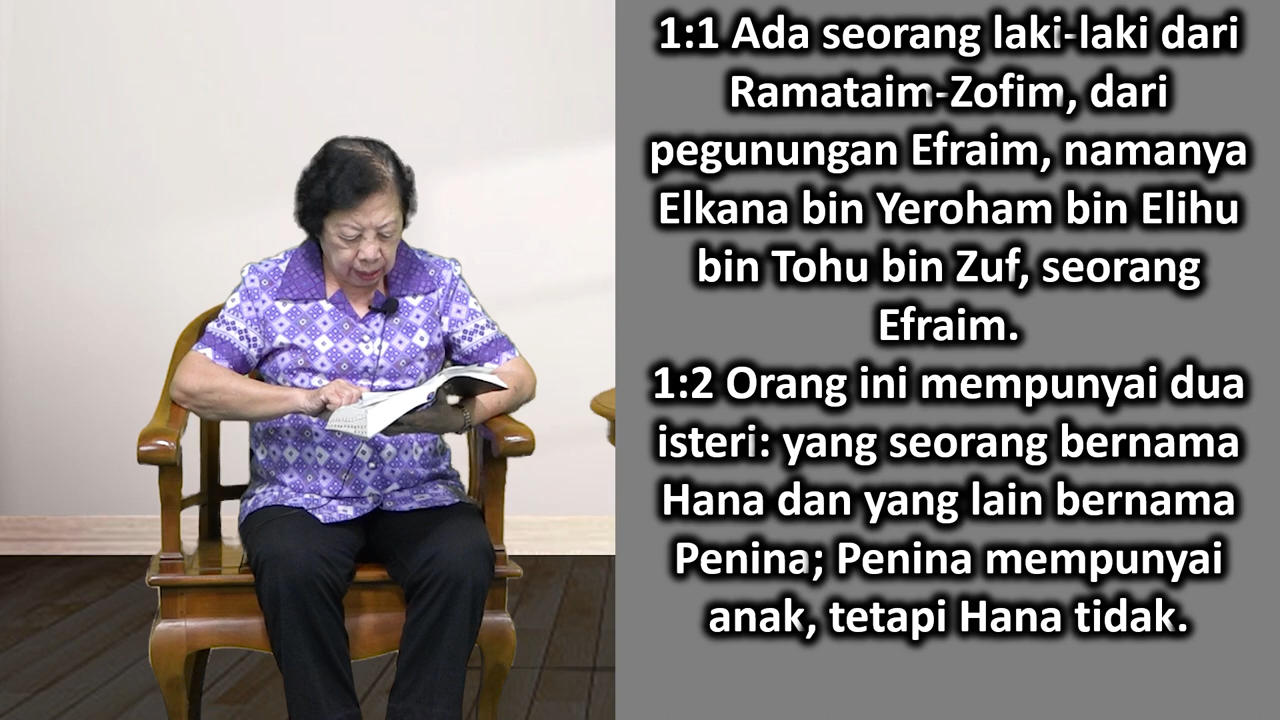 1:1 Ada seorang laki-laki dari
Ramataim-Zofim, dari
pegunungan Efraim, namanya
Elkana bin Yeroham bin Elihu
bin Tohu bin Zuf, seorang
Efraim.
1:2 Orang ini mempunyai dua
isteri: yang seorang bernama
Hana dan yang lain bernama
Penina; Penina mempunyai
anak, tetapi Hana tidak.